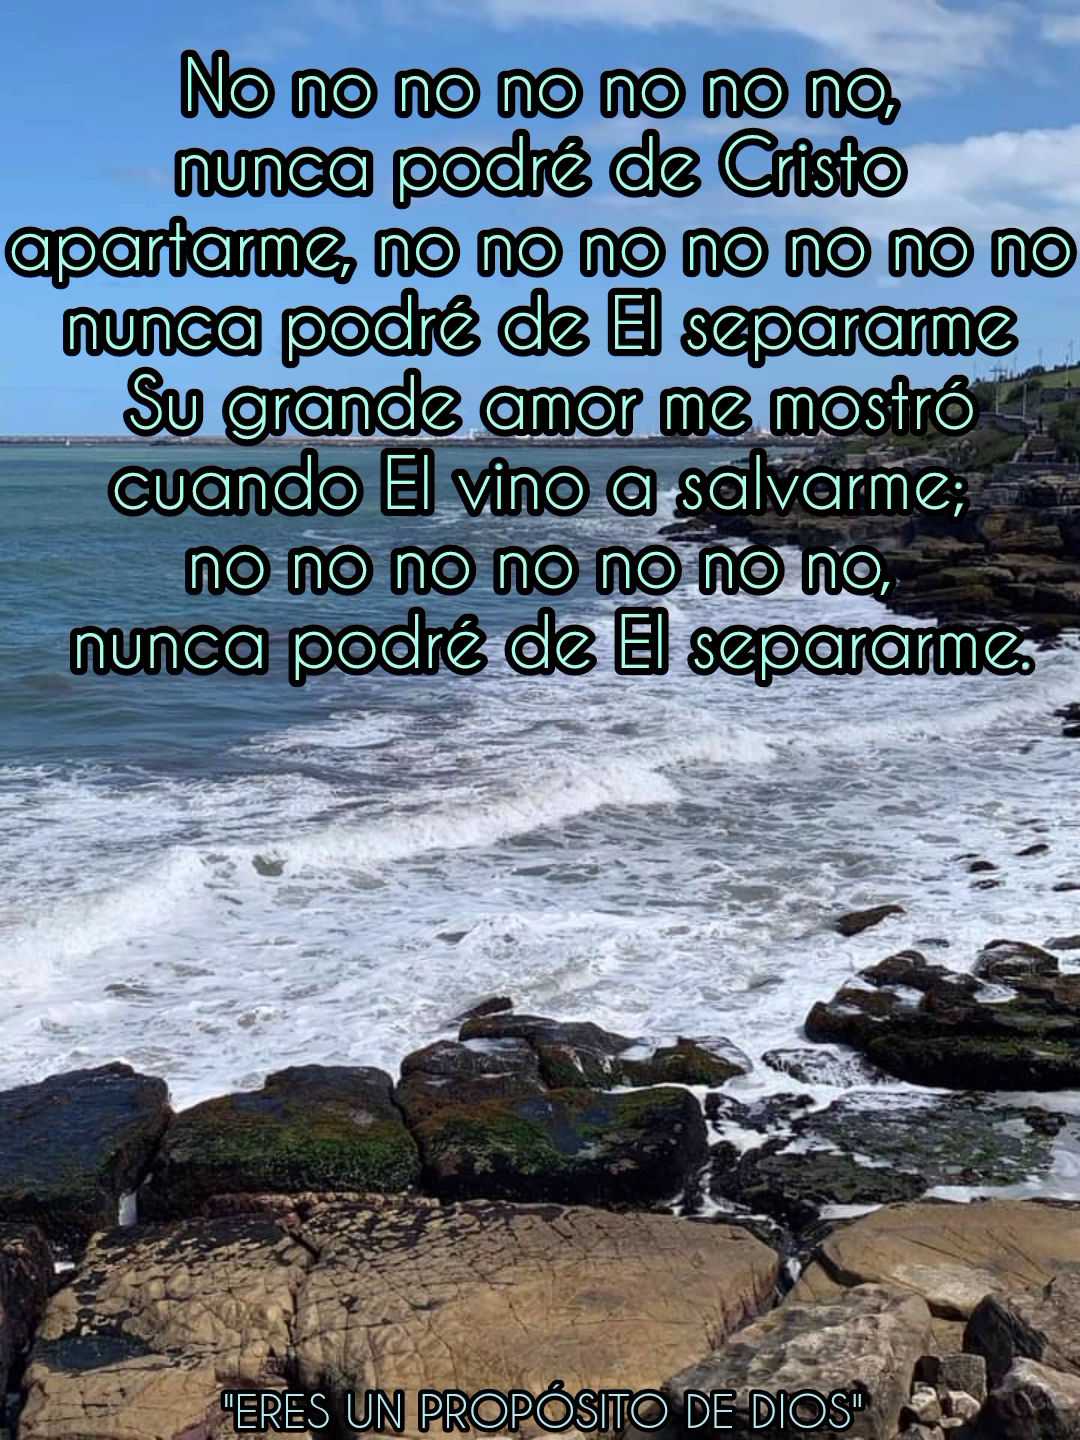 No no no no no no no,
nunca podré de Cristo
apartarme, no no no no no no no
nunca podré de El separarme
Su grande amor me mostró
cuando El vino a salvarme;
no no no no no no no,
nunca podré de El separarme.
"ERES UN PROPÓSITO DE DIOS"